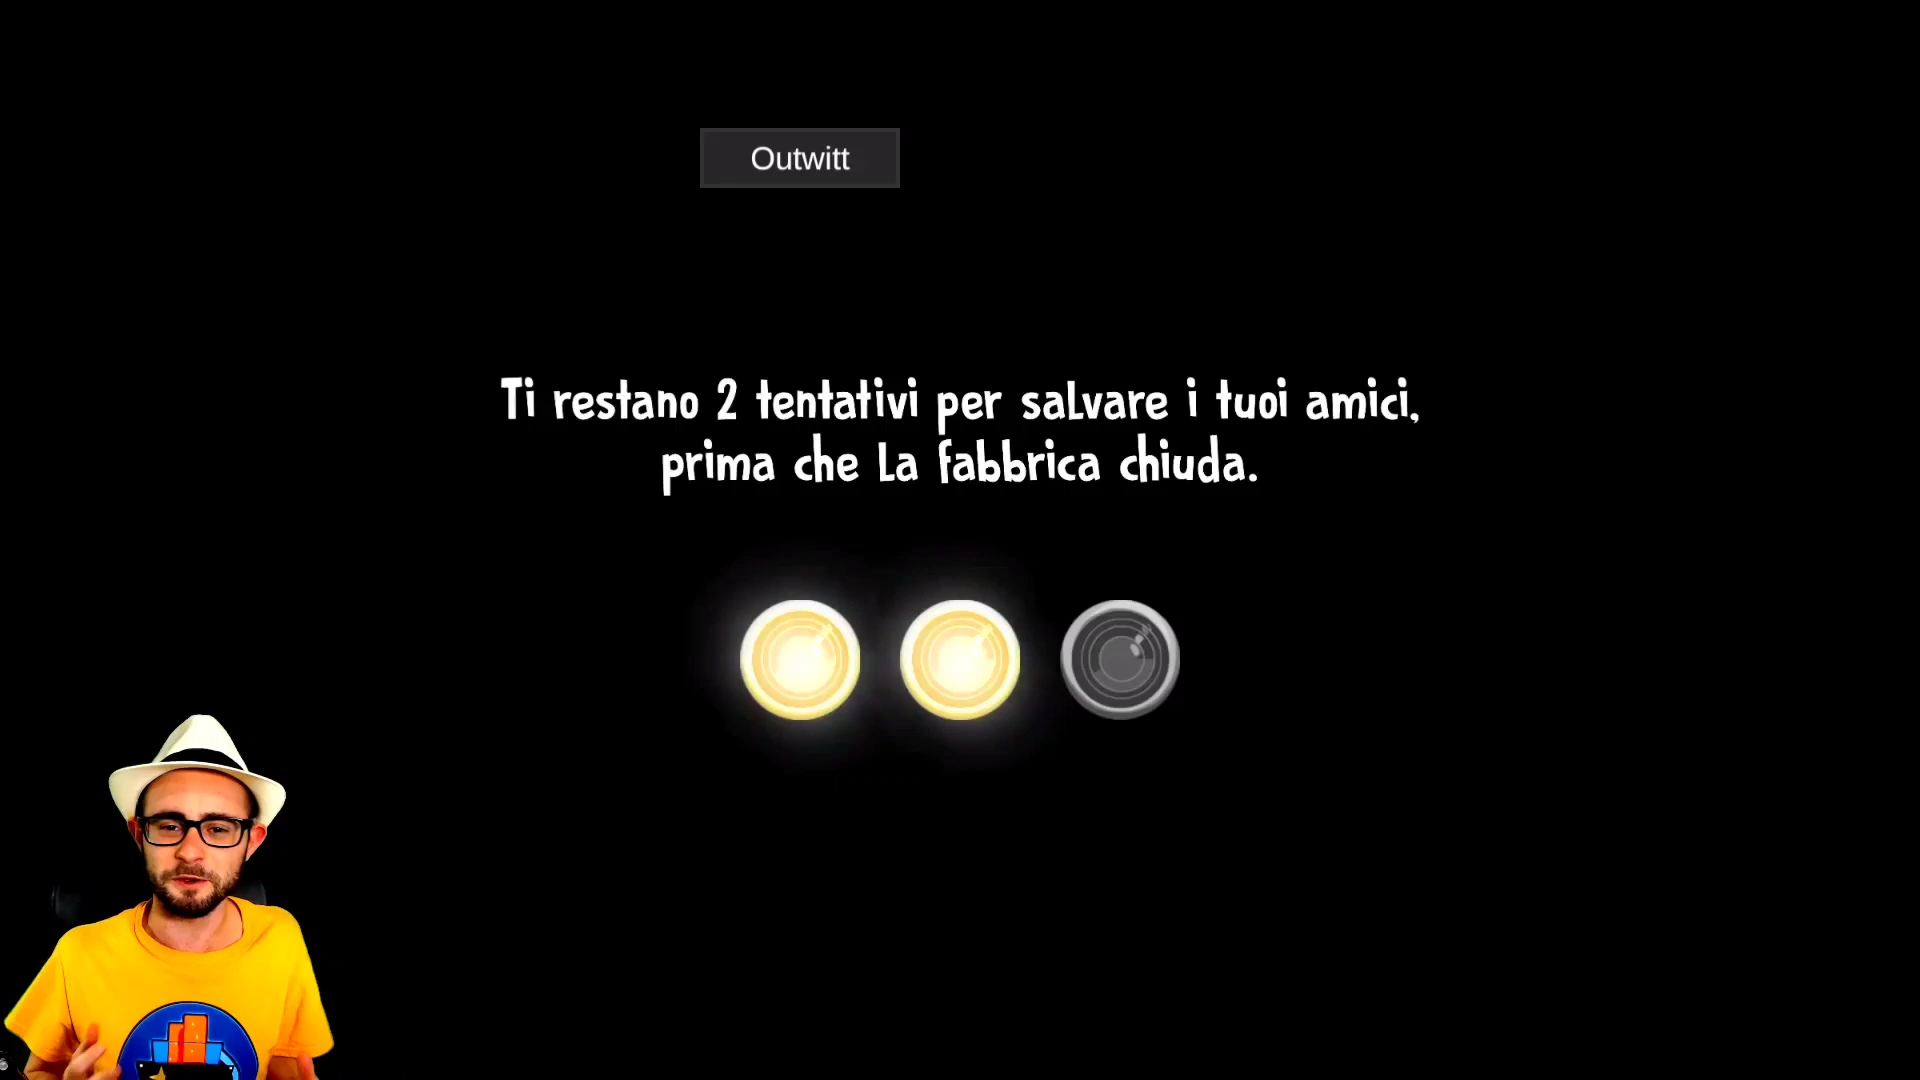 Outwitt
Ti restano 2 tentativi per salvare i tuoi amici,
prima che la fabbrica chiuda.